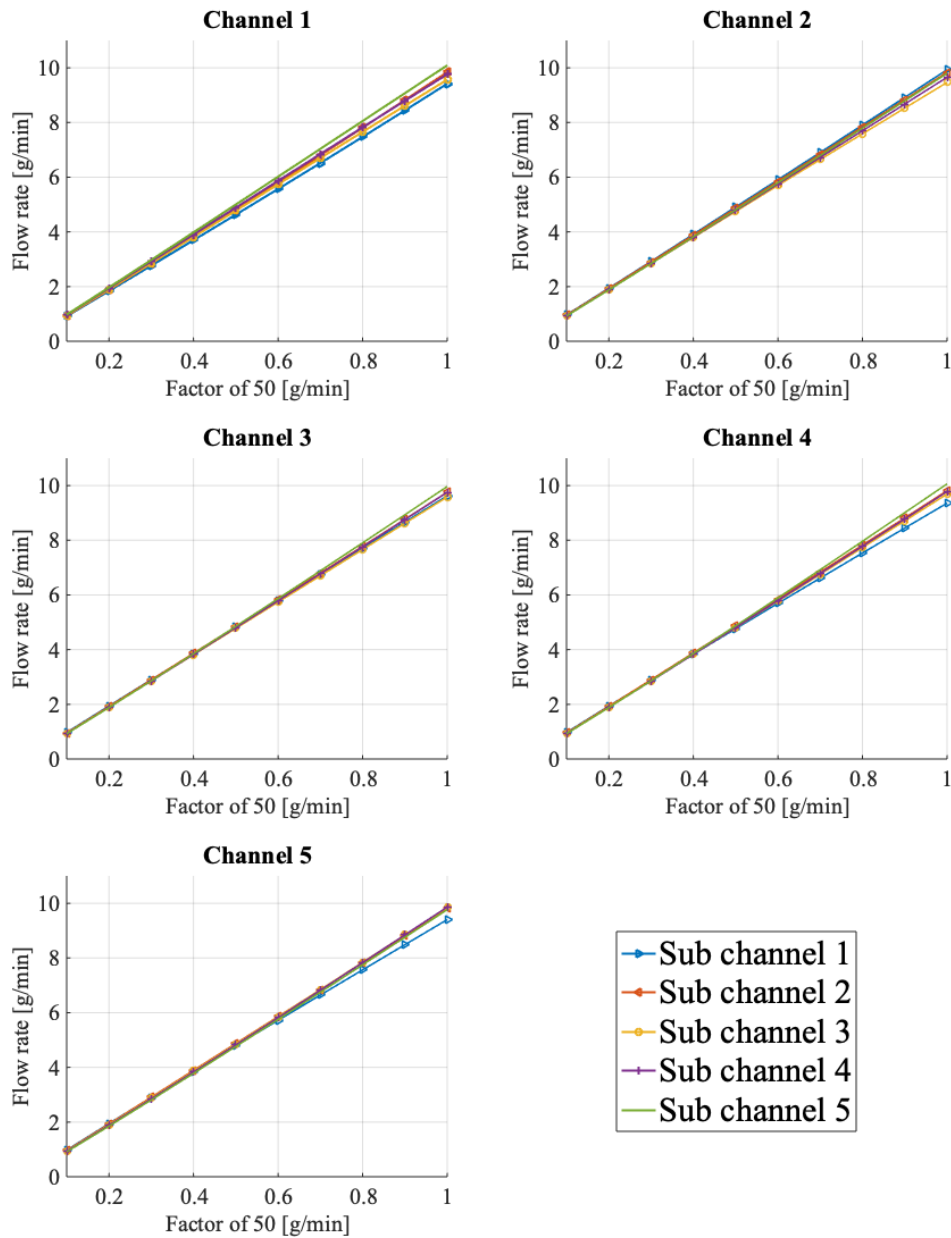 Channel 1
Flow rate [g/min]
10
8
6
4
2
0
0.2 0.4 0.6 0.8 1
Factor of 50 [g/min]
Channel 2
Flow rate [g/min]
10
8
6
4
2
0
0.2 0.4 0.6 0.8 1
Factor of 50 [g/min]
Channel 3
Flow rate [g/min]
10
8
6
4
2
0
0.2 0.4 0.6 0.8 1
Factor of 50 [g/min]
Channel 4
Flow rate [g/min]
10
8
6
4
2
0
0.2 0.4 0.6 0.8 1
Factor of 50 [g/min]
Channel 5
Flow rate [g/min]
10
8
6
4
2
0
0.2 0.4 0.6 0.8 1
Factor of 50 [g/min]
Sub channel 1
Sub channel 2
Sub channel 3
Sub channel 4
Sub channel 5